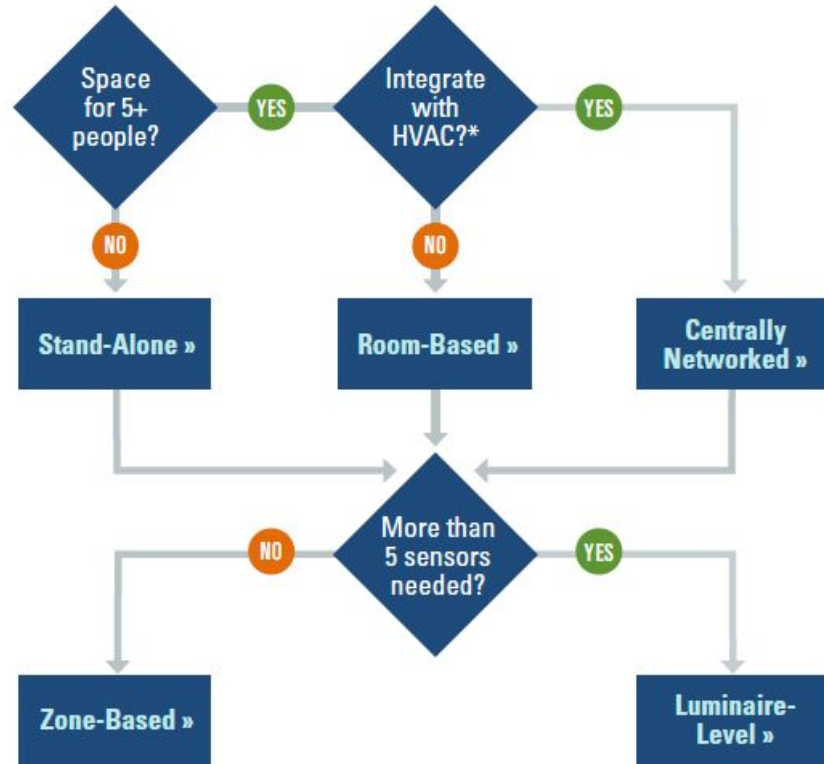 Space
for 5+
people?
YES
Integrate
with
HVAC?*
YES
NO
NO
Stand-Alone »
Room-Based »
Centrally
Networked »
More than
5 sensors
needed?
NO
YES
Zone-Based »
Luminaire-
Level »